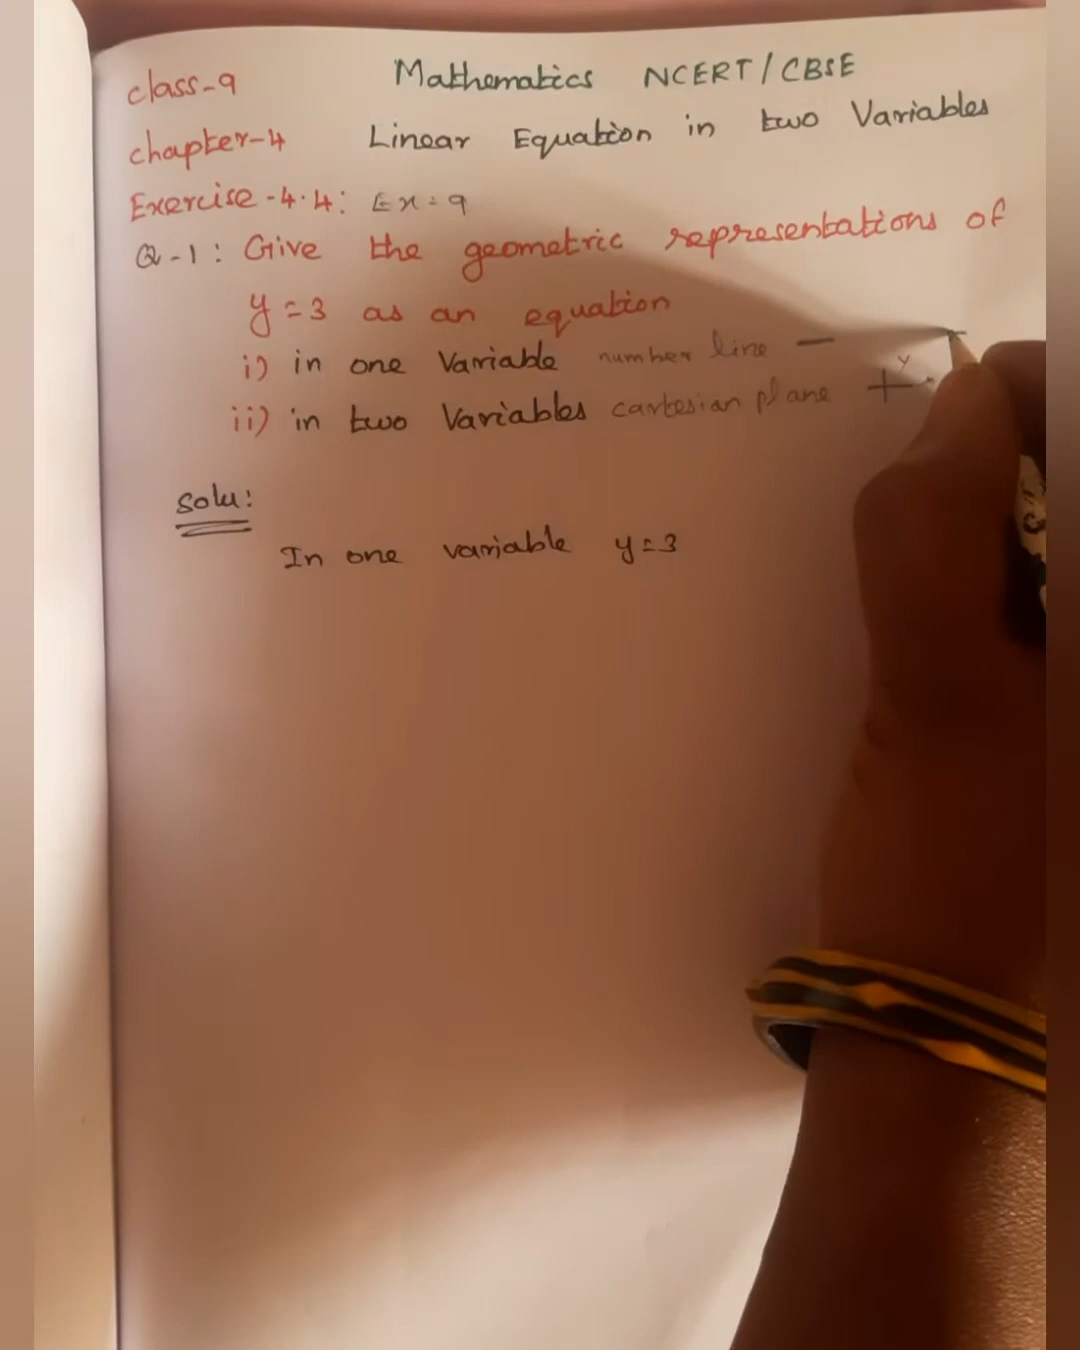 class-9 Mathematics NCERT/CBSE
chapter-4 Linear Equation in two Variables
Exercise-4.4: Ex:9
Q-1: Give the geometric representations of
y=3 as an equation
i) in one Variable number line —
ii) in two Variables cartesian plane + y
Solu:
In one variable y=3